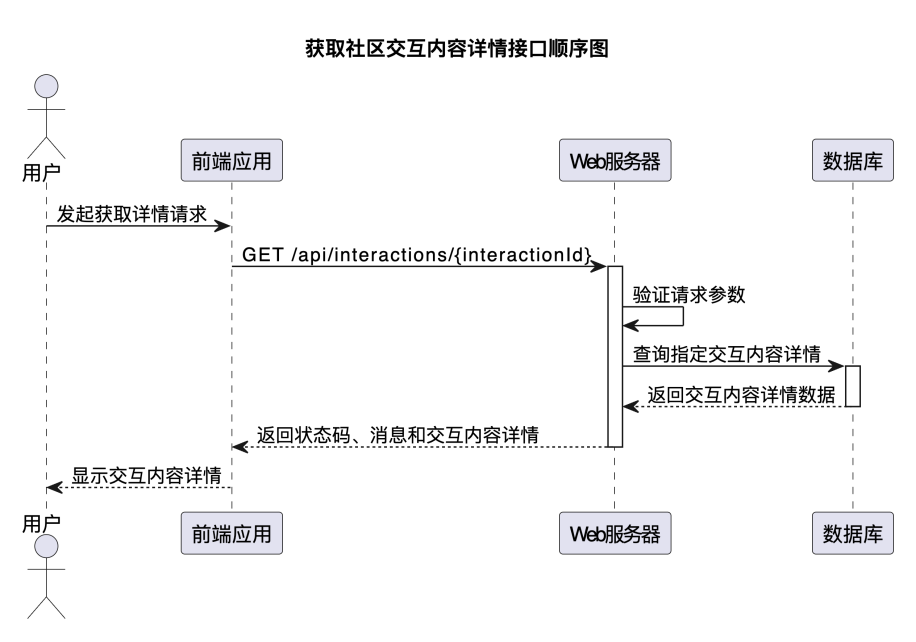 获取社区交互内容详情接口顺序图
用户
前端应用
Web服务器
数据库
发起获取详情请求
GET /api/interactions/{interactionId}
验证请求参数
查询指定交互内容详情
返回交互内容详情数据
返回状态码、消息和交互内容详情
显示交互内容详情
用户
前端应用
Web服务器
数据库